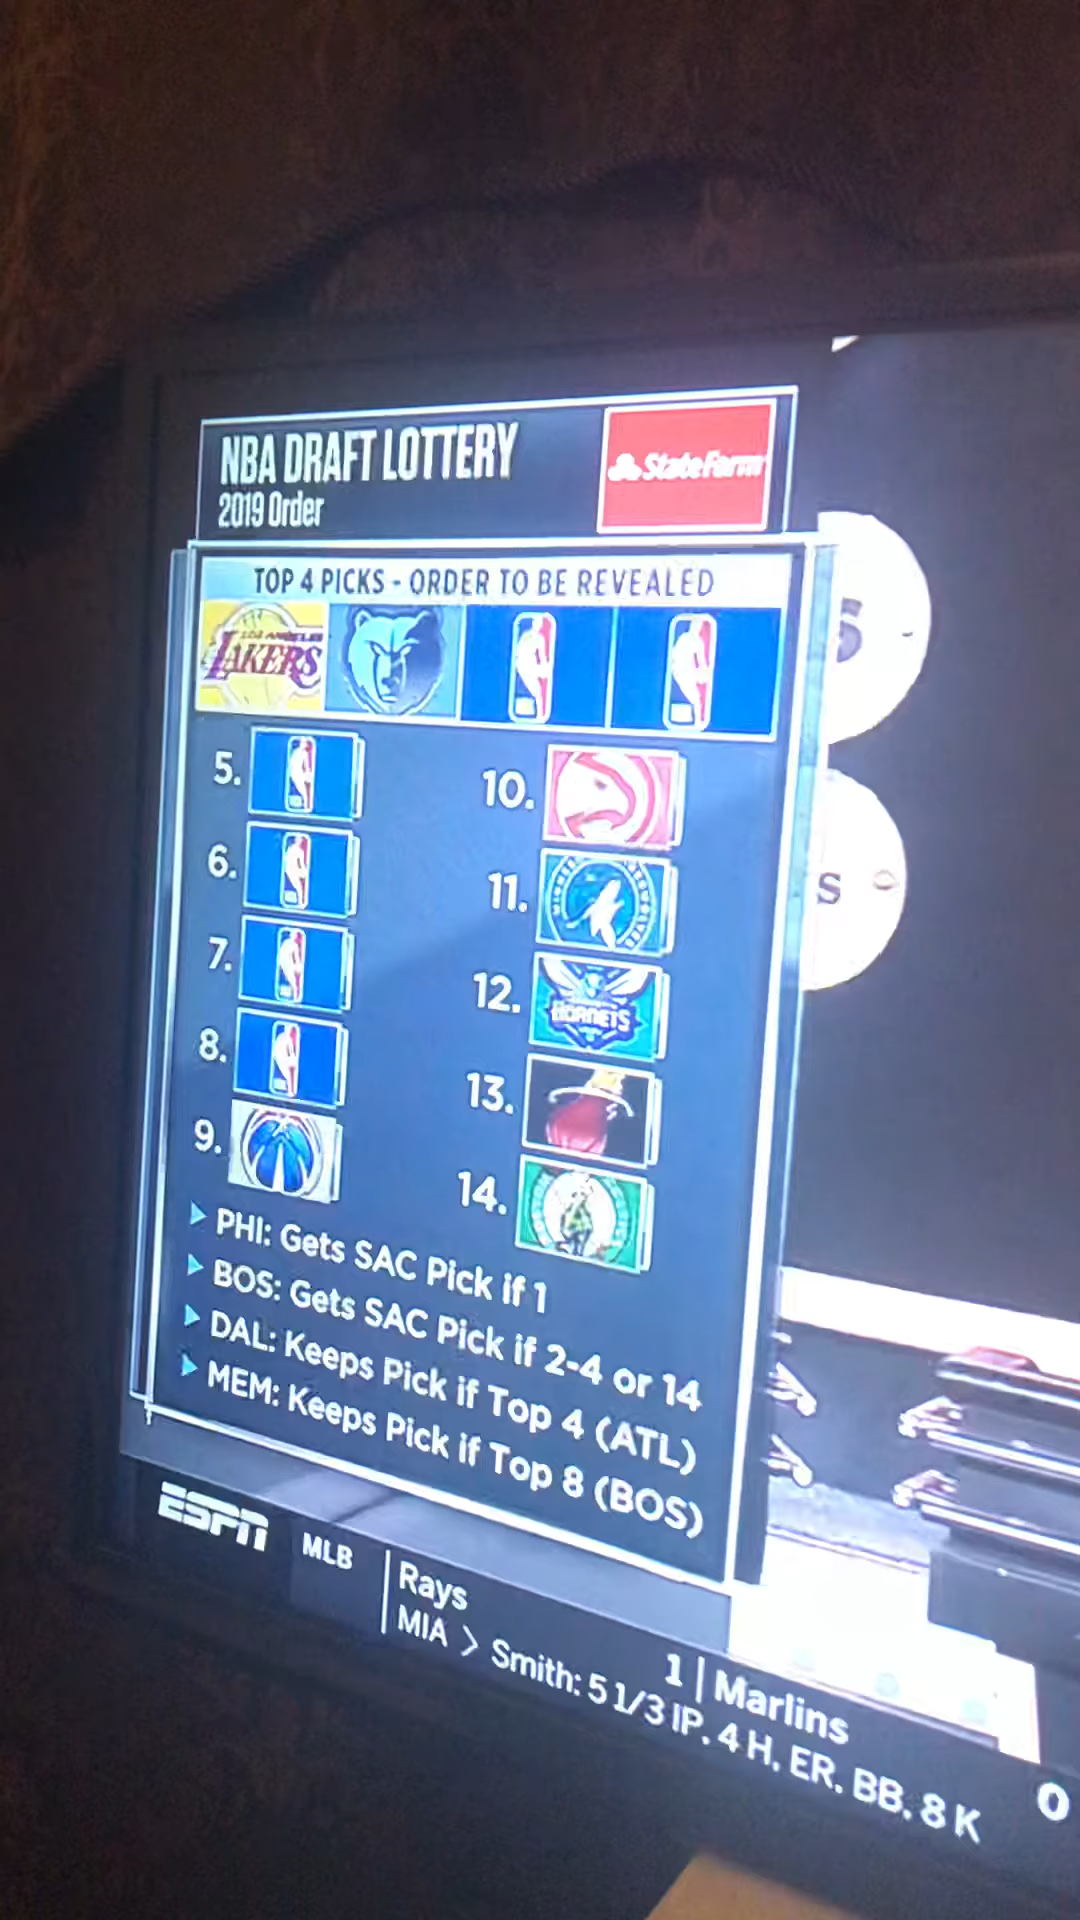 NBA DRAFT LOTTERY
2019 Order
StateFarm
TOP 4 PICKS - ORDER TO BE REVEALED
LOS ANGELES
LAKERS
5.
6.
7.
8.
9.
10.
11.
12.
HORNETS
13.
14.
PHI: Gets SAC Pick if 1
BOS: Gets SAC Pick if 2-4 or 14
DAL: Keeps Pick if Top 4 (ATL)
MEM: Keeps Pick if Top 8 (BOS)
ESPN
MLB
Rays 1 | Marlins 0
MIA > Smith: 5 1/3 IP, 4 H, ER, BB, 8 K
S
S